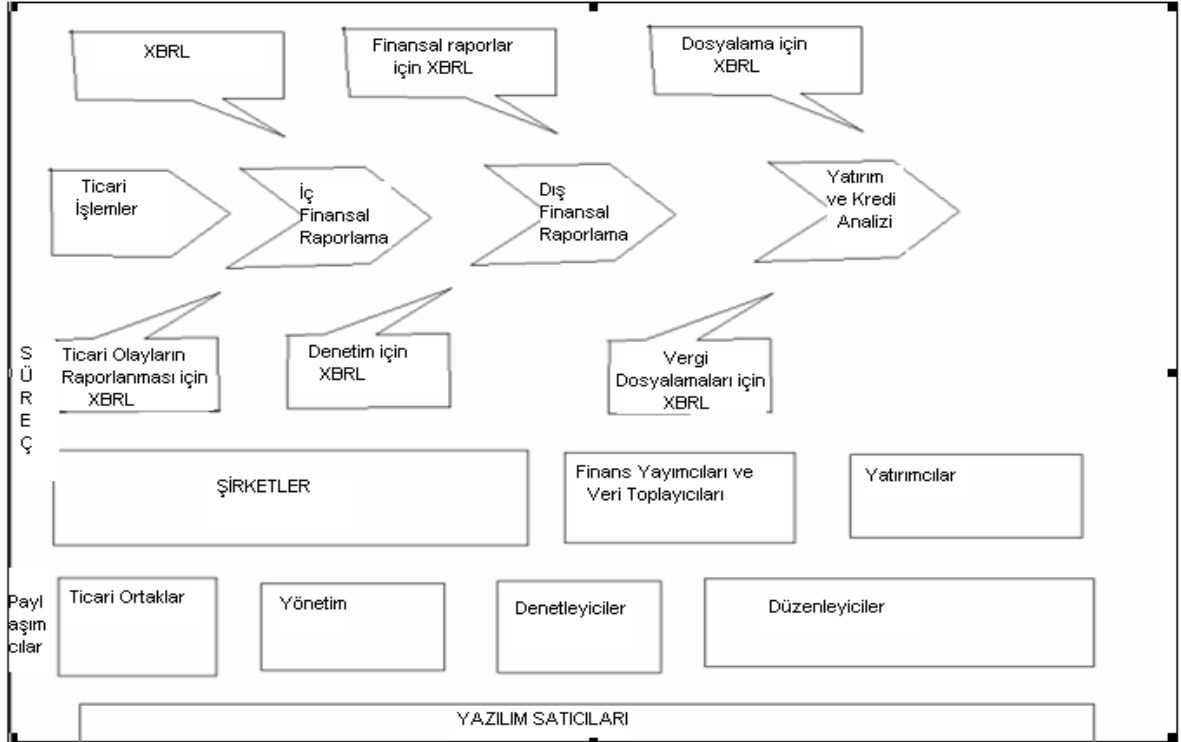 XBRL
Finansal raporlar
için XBRL
Dosyalama için
XBRL
Ticari
İşlemler
İç
Finansal
Raporlama
Dış
Finansal
Raporlama
Yatırım
ve Kredi
Analizi
S
Ü
R
E
Ç
Ticari Olayların
Raporlanması için
XBRL
Denetim için
XBRL
Vergi
Dosyalamaları için
XBRL
ŞİRKETLER
Finans Yayımcıları ve
Veri Toplayıcıları
Yatırımcılar
Payl
aşım
cılar
Ticari Ortaklar
Yönetim
Denetleyiciler
Düzenleyiciler
YAZILIM SATICILARI